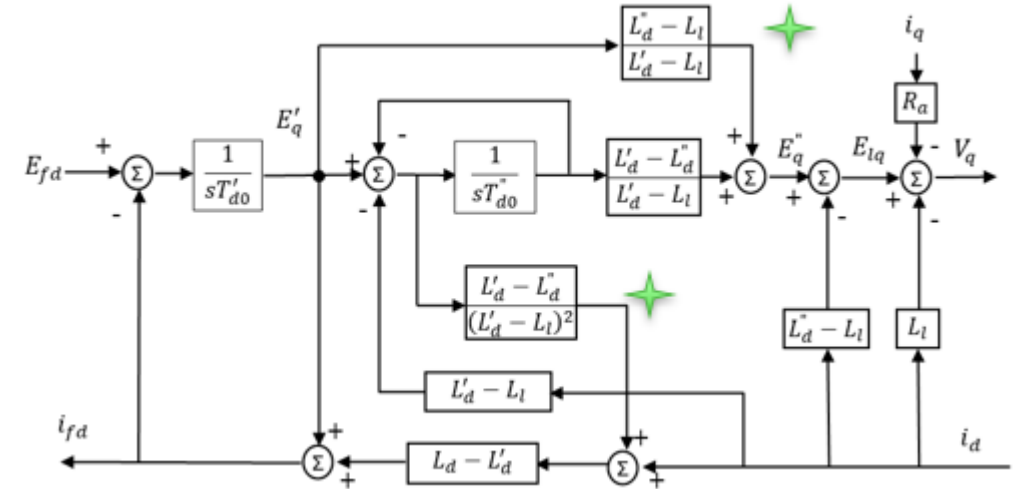 L"d − Ll
L'd − Ll
iq
Ra
E'q
+
-
-
+
Efd
+
Σ
1
sT'd0
+
Σ
1
sT"d0
L'd − L"d
L'd − Ll
+
Σ
E"q
+
Σ
Elq
+
Σ
Vq
-
-
-
-
L'd − L"d
(L'd − Ll)²
L"d − Ll
Ll
L'd − Ll
ifd
+
Σ
+
Ld − L'd
+
Σ
+
id